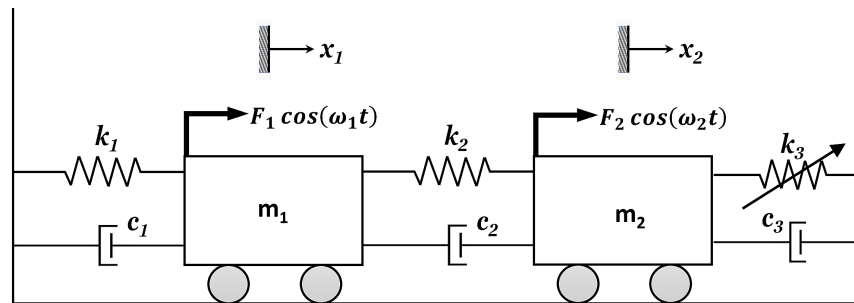 x₁ x₂
F₁ cos(ω₁t) F₂ cos(ω₂t)
k₁ k₂ k₃
m₁ m₂
c₁ c₂ c₃